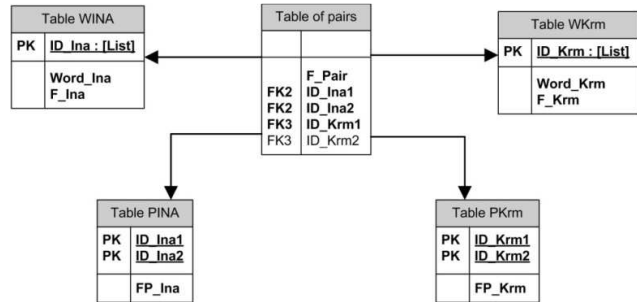 Table WINA
PK ID_Ina : [List]
Word_Ina
F_Ina
Table of pairs
F_Pair
FK2 ID_Ina1
FK2 ID_Ina2
FK3 ID_Krm1
FK3 ID_Krm2
Table WKrm
PK ID_Krm : [List]
Word_Krm
F_Krm
Table PINA
PK ID_Ina1
PK ID_Ina2
FP_Ina
Table PKrm
PK ID_Krm1
PK ID_Krm2
FP_Krm